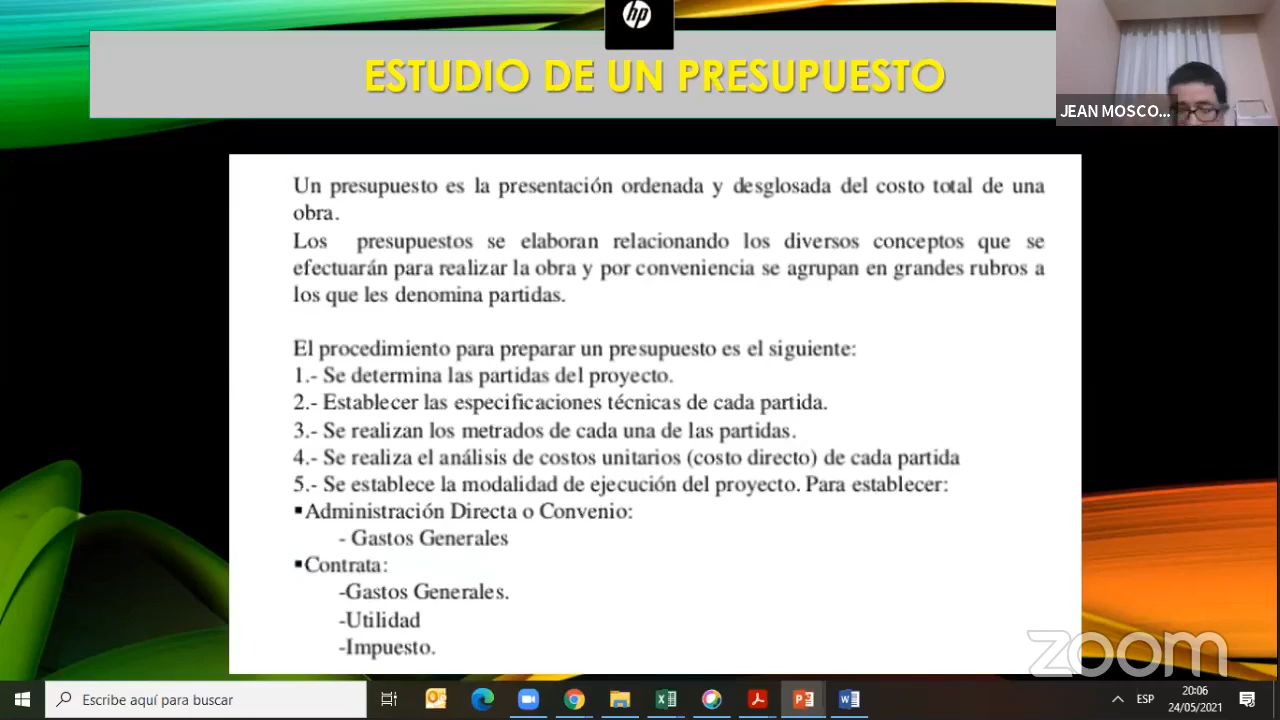 hp
ESTUDIO DE UN PRESUPUESTO
JEAN MOSCO...
Un presupuesto es la presentación ordenada y desglosada del costo total de una
obra.
Los presupuestos se elaboran relacionando los diversos conceptos que se
efectuarán para realizar la obra y por conveniencia se agrupan en grandes rubros a
los que les denomina partidas.
El procedimiento para preparar un presupuesto es el siguiente:
1.- Se determina las partidas del proyecto.
2.- Establecer las especificaciones técnicas de cada partida.
3.- Se realizan los metrados de cada una de las partidas.
4.- Se realiza el análisis de costos unitarios (costo directo) de cada partida
5.- Se establece la modalidad de ejecución del proyecto. Para establecer:
▪Administración Directa o Convenio:
- Gastos Generales
▪Contrata:
-Gastos Generales.
-Utilidad
-Impuesto.
zoom
Escribe aquí para buscar
ESP
20:06
24/05/2021